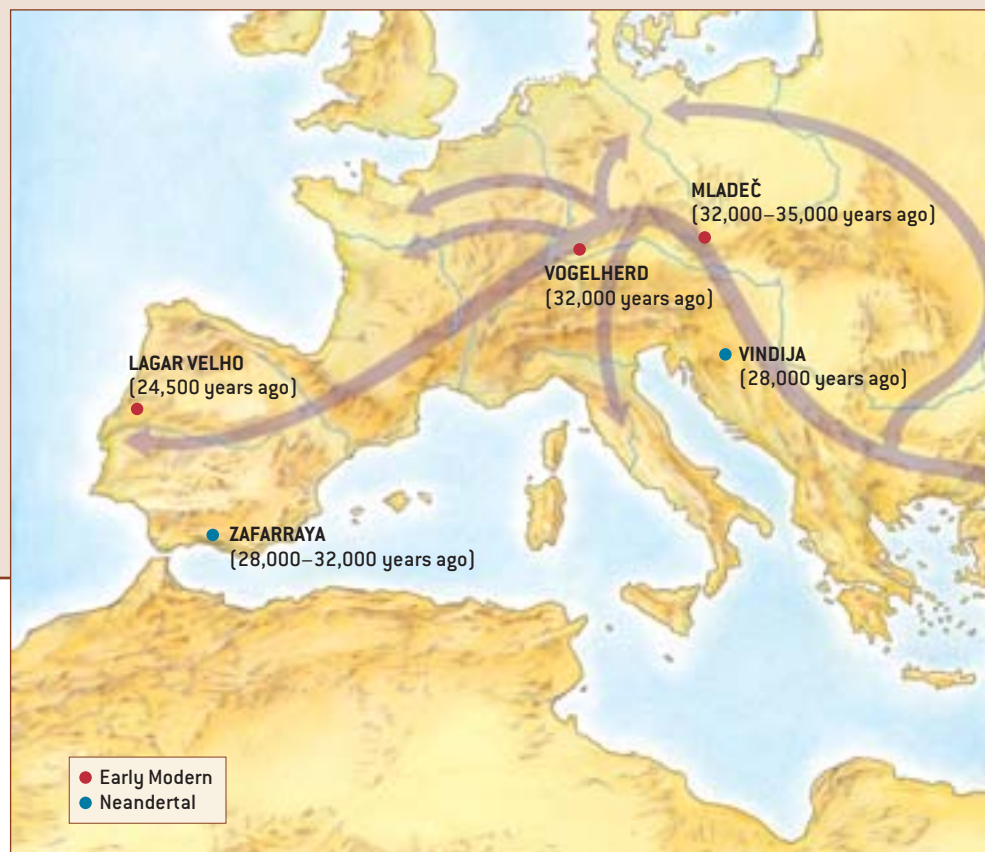 MLADEČ
(32,000–35,000 years ago)
VOGELHERD
(32,000 years ago)
VINDIJA
(28,000 years ago)
LAGAR VELHO
(24,500 years ago)
ZAFARRAYA
(28,000–32,000 years ago)
Early Modern
Neandertal